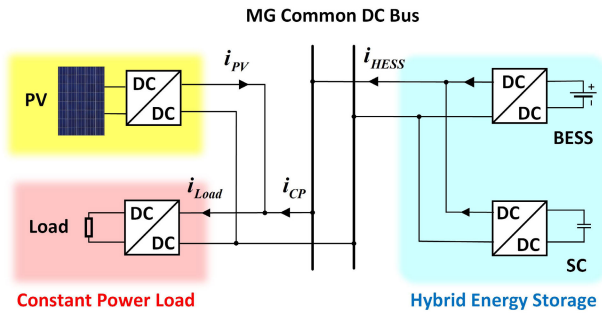 MG Common DC Bus
i_PV
i_HESS
PV
DC
DC
DC
DC
+
-
BESS
i_Load
i_CP
Load
DC
DC
DC
DC
SC
Constant Power Load
Hybrid Energy Storage